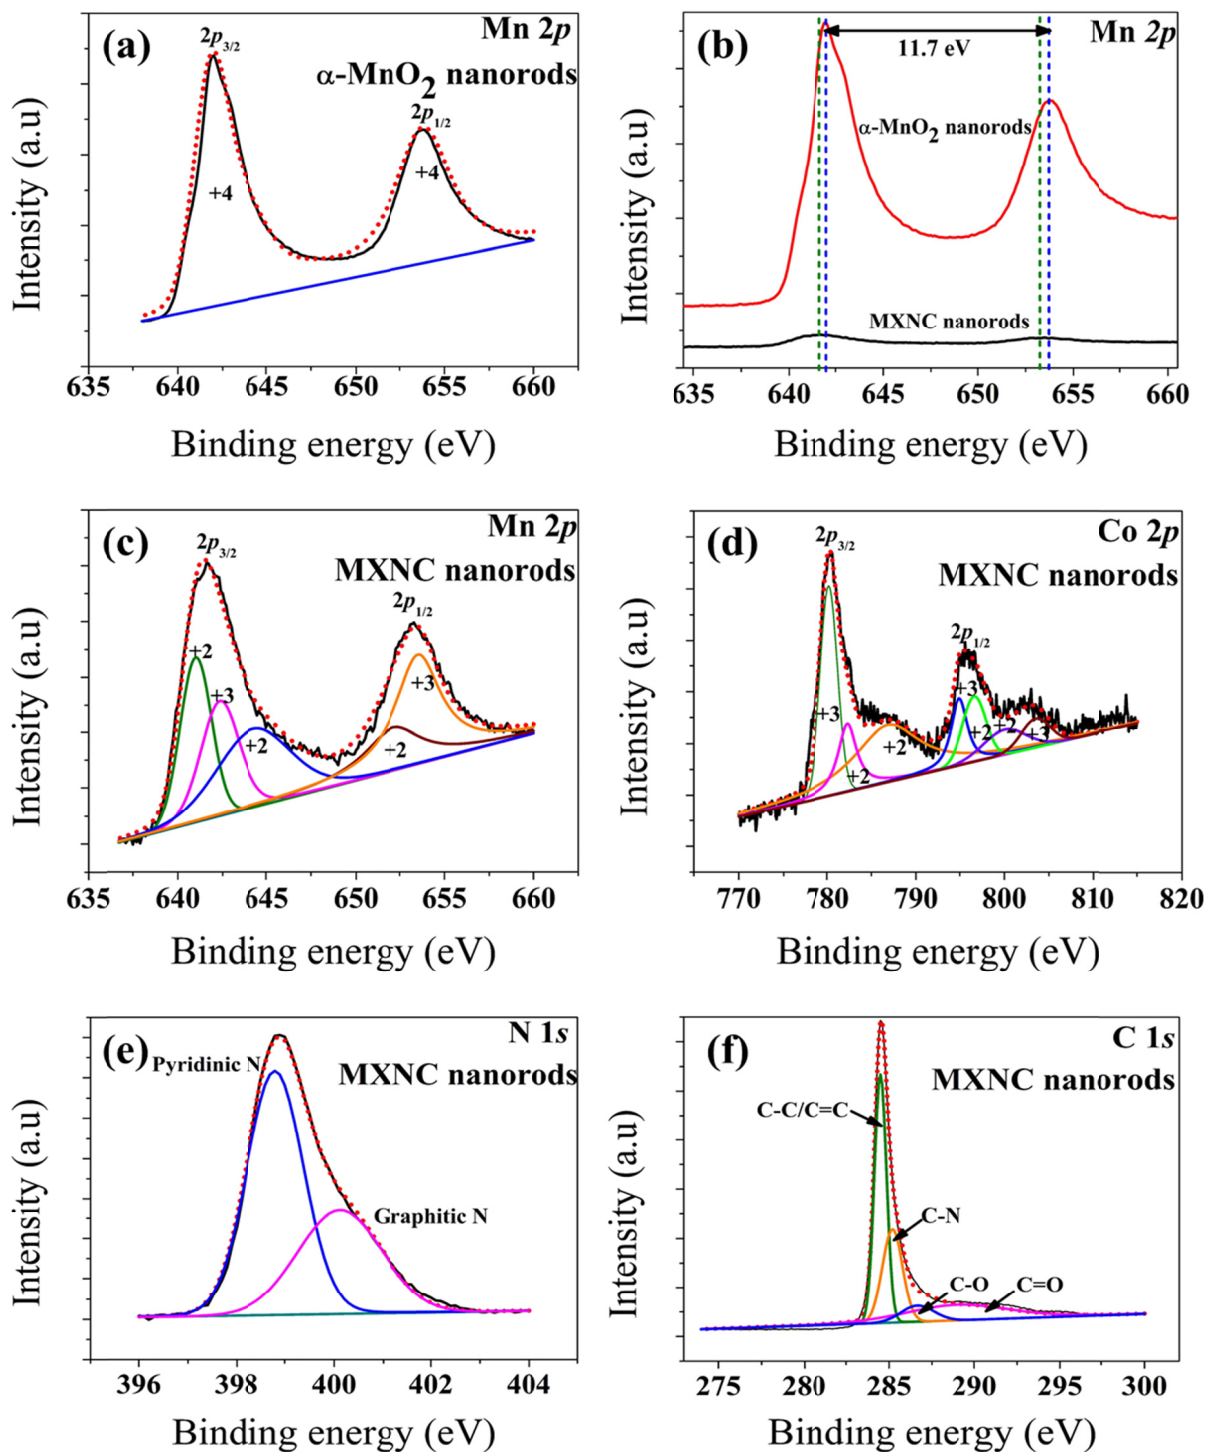 (a)
Mn 2p
2p3/2
α-MnO2 nanorods
2p1/2
+4
+4
Intensity (a.u)
635 640 645 650 655 660
Binding energy (eV)
(b)
Mn 2p
11.7 eV
α-MnO2 nanorods
MXNC nanorods
Intensity (a.u)
635 640 645 650 655 660
Binding energy (eV)
(c)
Mn 2p
2p3/2
MXNC nanorods
2p1/2
+2
+3
+3
+2
+2
Intensity (a.u)
635 640 645 650 655 660
Binding energy (eV)
(d)
Co 2p
2p3/2
MXNC nanorods
2p1/2
+3
+3
+2
+2
+2
+3
+2
Intensity (a.u)
770 780 790 800 810 820
Binding energy (eV)
(e)
N 1s
Pyridinic N
MXNC nanorods
Graphitic N
Intensity (a.u)
396 398 400 402 404
Binding energy (eV)
(f)
C 1s
MXNC nanorods
C-C/C=C
C-N
C-O
C=O
Intensity (a.u)
275 280 285 290 295 300
Binding energy (eV)